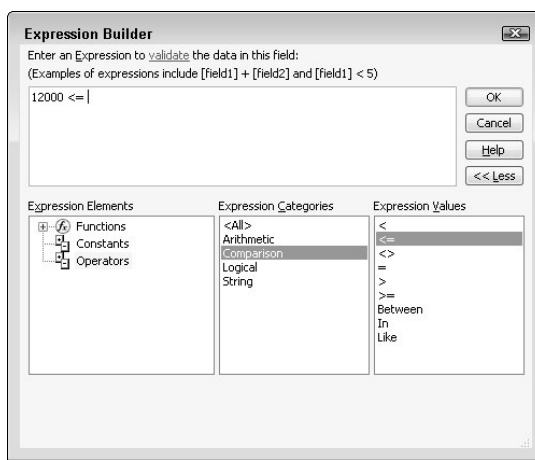 Expression Builder
Enter an Expression to validate the data in this field:
(Examples of expressions include [field1] + [field2] and [field1] < 5)
12000 <=
OK
Cancel
Help
<< Less
Expression Elements
Functions
Constants
Operators
Expression Categories
<All>
Arithmetic
Comparison
Logical
String
Expression Values
<
<=
<>
=
>
>=
Between
In
Like